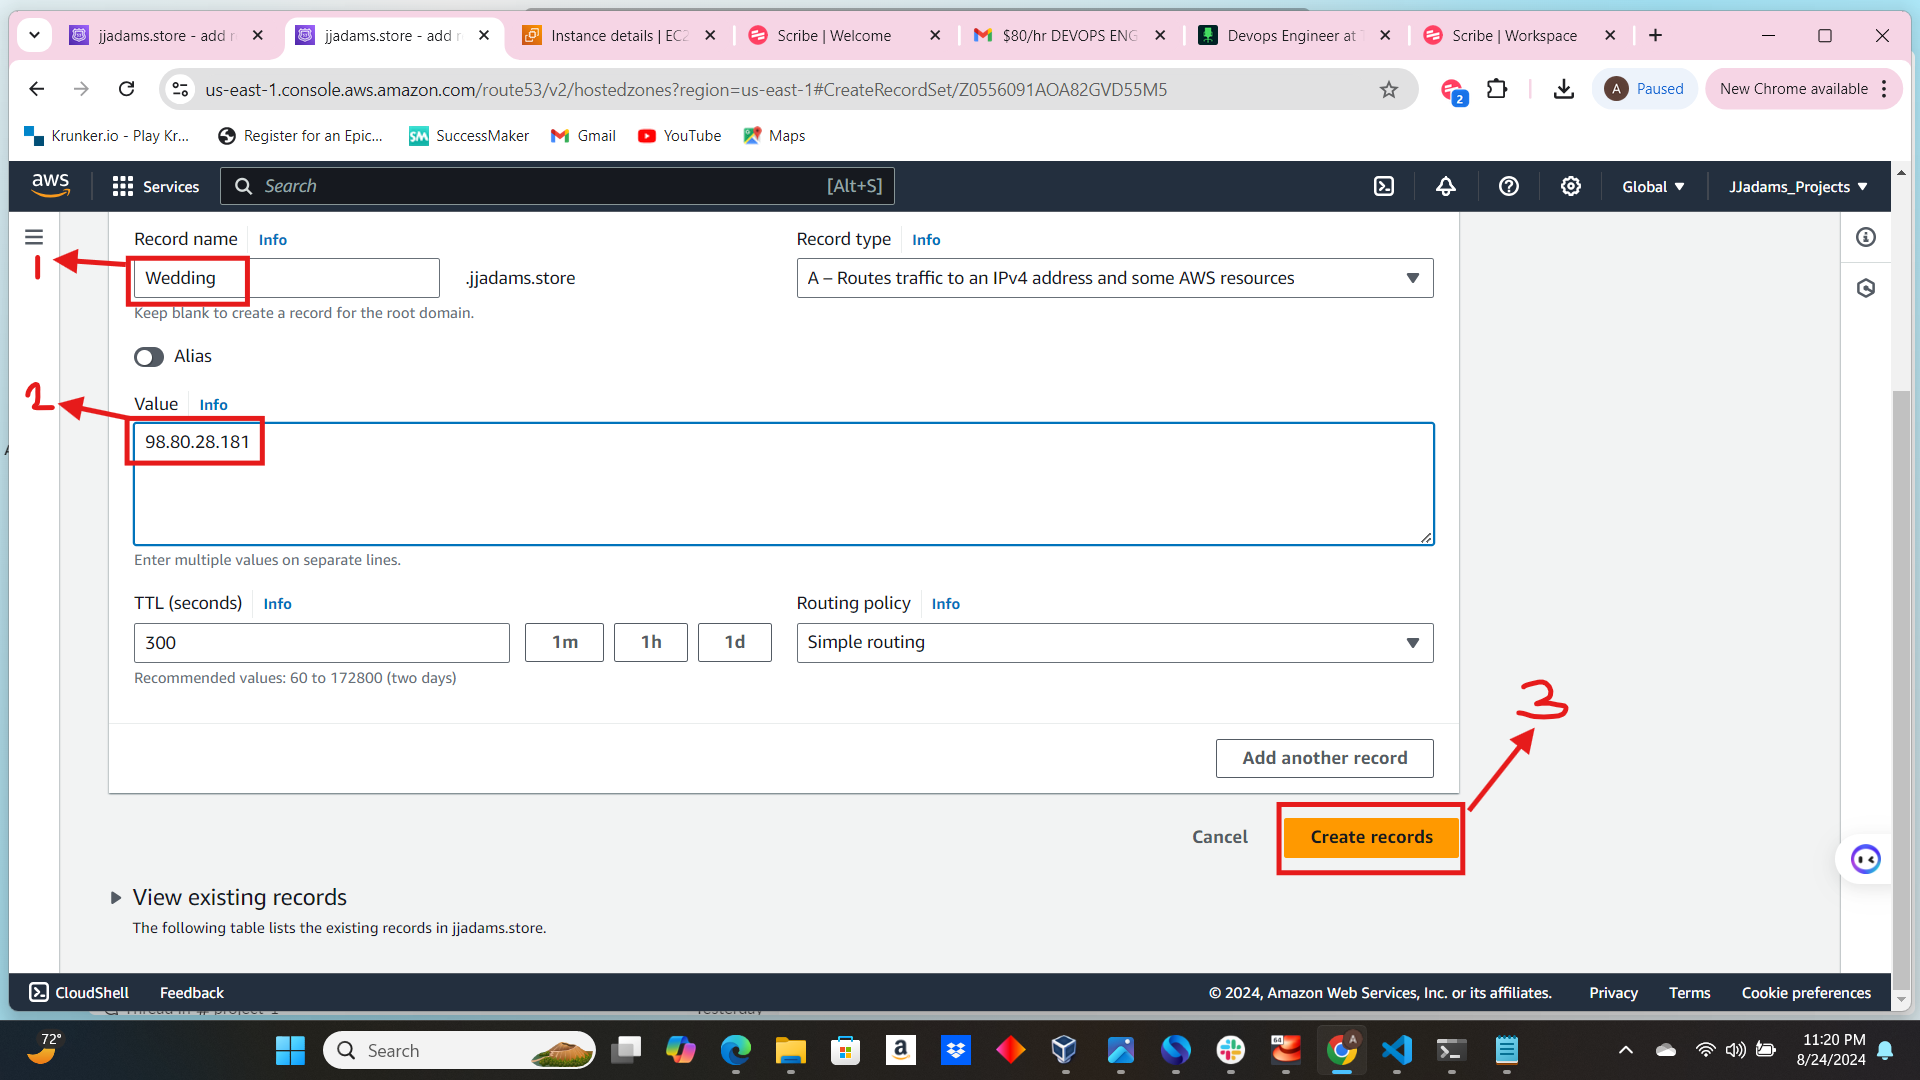 jjadams.store - add r
jjadams.store - add r
Instance details | EC2
Scribe | Welcome
$80/hr DEVOPS ENG
Devops Engineer at T
Scribe | Workspace
us-east-1.console.aws.amazon.com/route53/v2/hostedzones?region=us-east-1#CreateRecordSet/Z0556091AOA82GVD55M5
2
A
Paused
New Chrome available
Krunker.io - Play Kr...
Register for an Epic...
SM
SuccessMaker
Gmail
YouTube
Maps
aws
Services
Search
[Alt+S]
Global
JJadams_Projects
Record name
Info
Record type
Info
1
Wedding
.jjadams.store
A – Routes traffic to an IPv4 address and some AWS resources
Keep blank to create a record for the root domain.
Alias
2
Value
Info
98.80.28.181
Enter multiple values on separate lines.
TTL (seconds)
Info
Routing policy
Info
300
1m
1h
1d
Simple routing
Recommended values: 60 to 172800 (two days)
3
Add another record
Cancel
Create records
View existing records
The following table lists the existing records in jjadams.store.
CloudShell
Feedback
© 2024, Amazon Web Services, Inc. or its affiliates.
Privacy
Terms
Cookie preferences
72°
Search
a
64
A
11:20 PM
8/24/2024